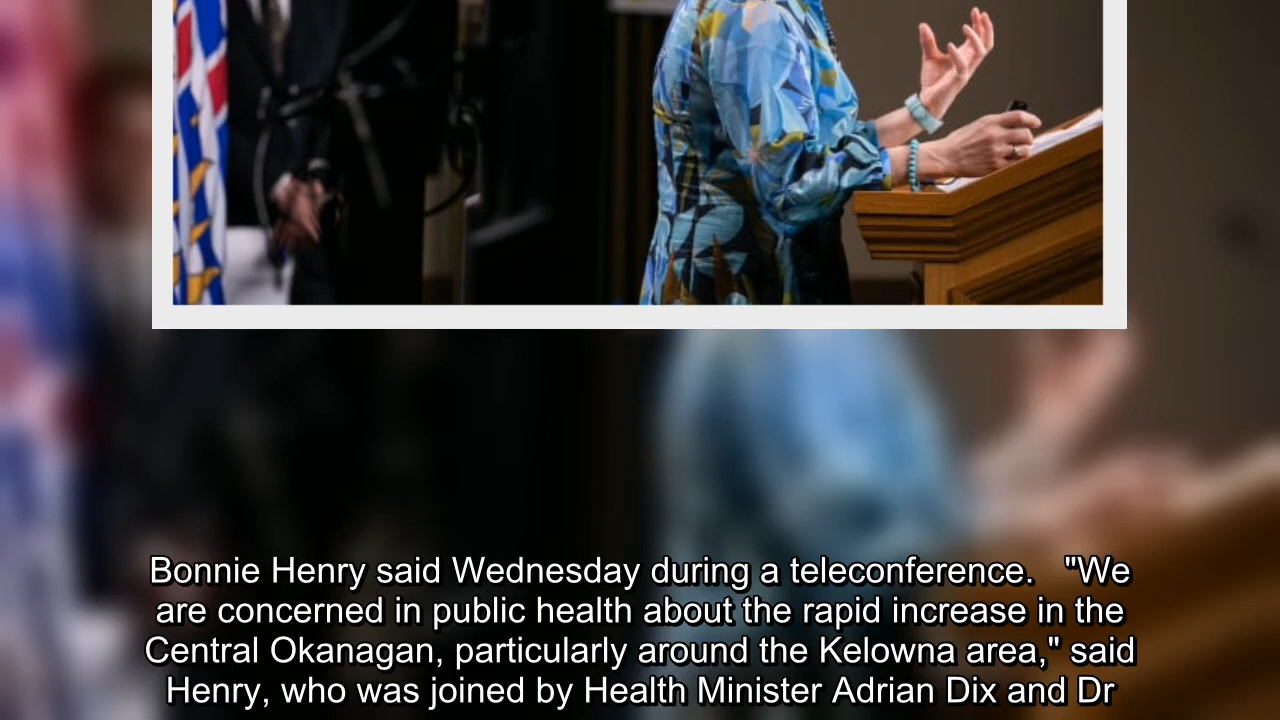 Bonnie Henry said Wednesday during a teleconference.   "We
are concerned in public health about the rapid increase in the
Central Okanagan, particularly around the Kelowna area," said
Henry, who was joined by Health Minister Adrian Dix and Dr